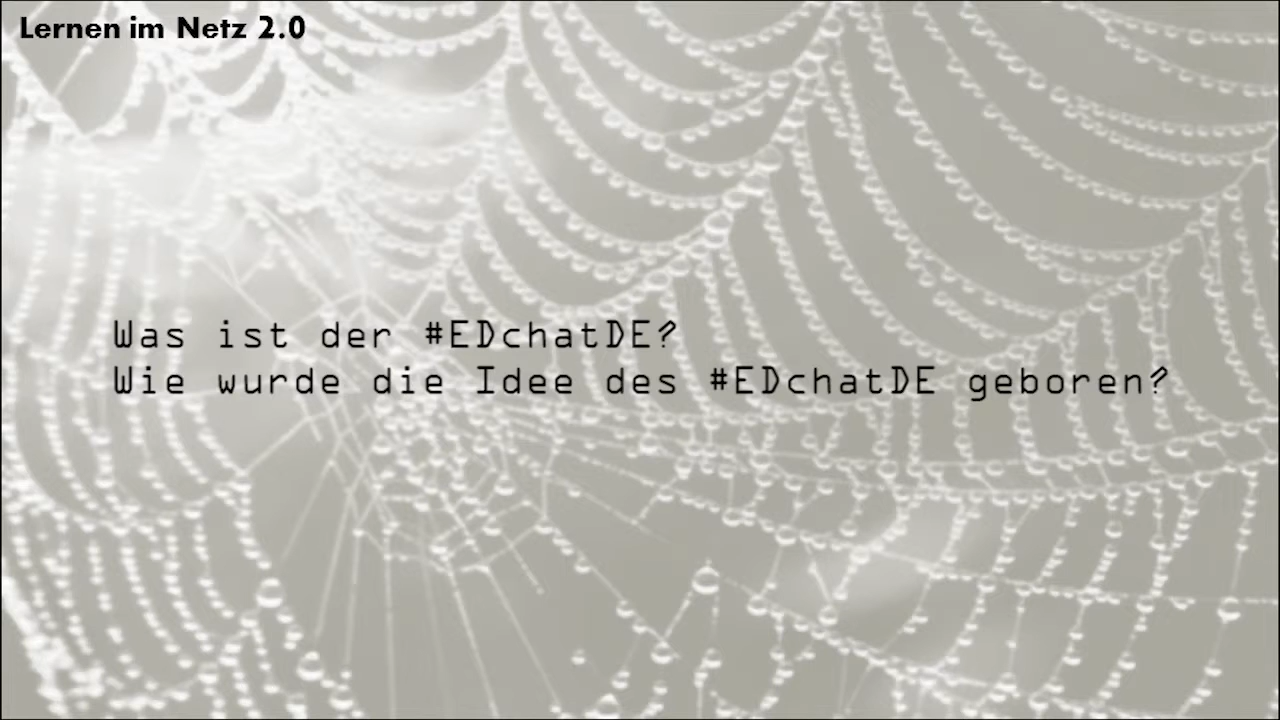 Lernen im Netz 2.0
Was ist der #EDchatDE?
Wie wurde die Idee des #EDchatDE geboren?